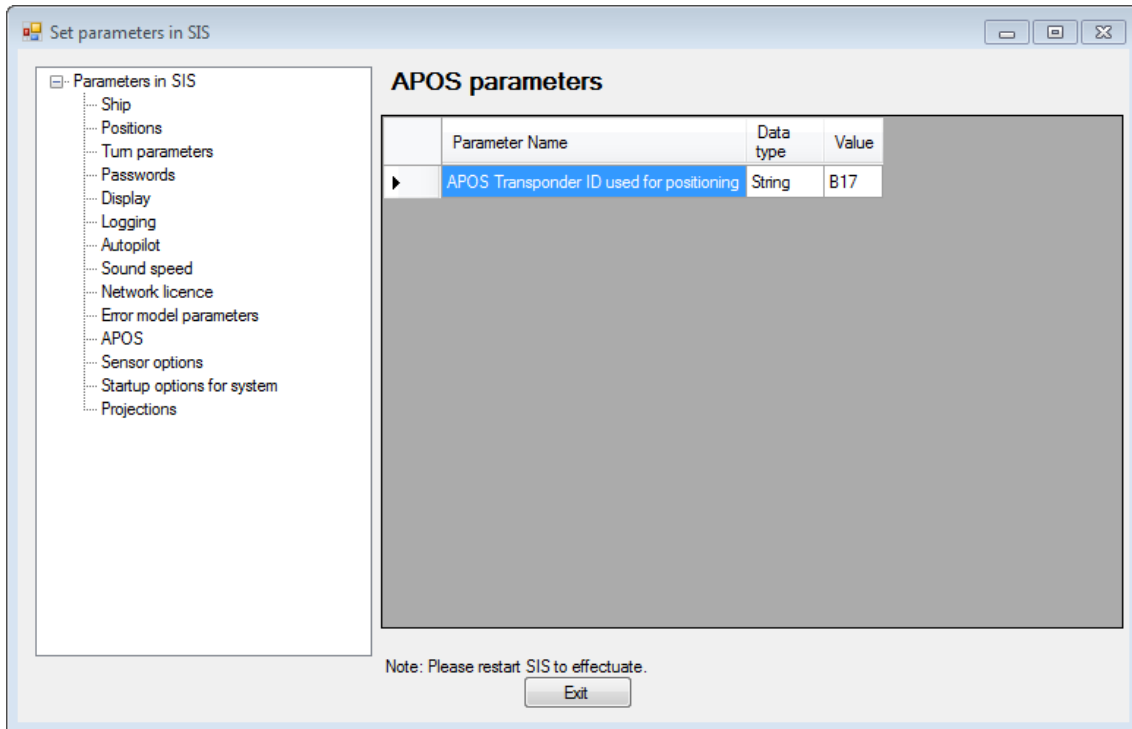 Set parameters in SIS
Parameters in SIS
Ship
Positions
Turn parameters
Passwords
Display
Logging
Autopilot
Sound speed
Network licence
Error model parameters
APOS
Sensor options
Startup options for system
Projections
APOS parameters
Parameter Name Data type Value
APOS Transponder ID used for positioning String B17
Note: Please restart SIS to effectuate.
Exit